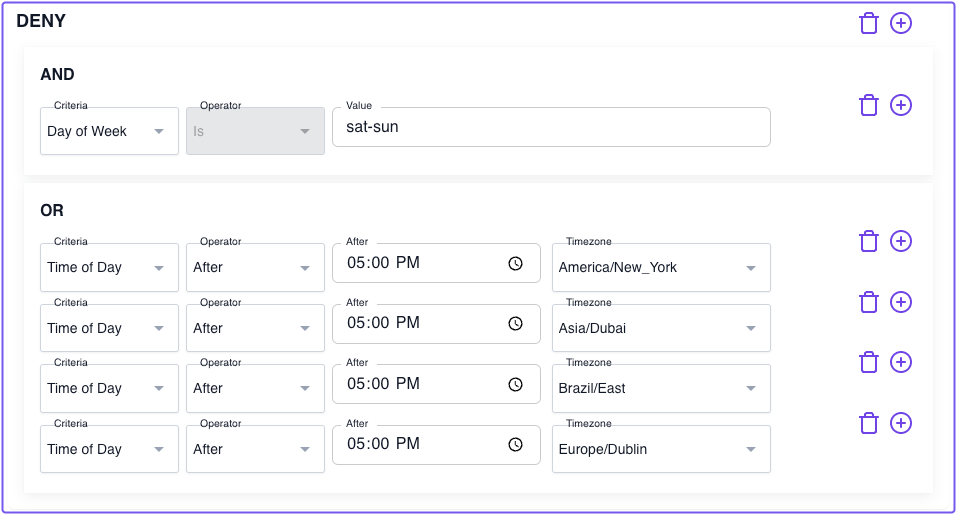 DENY
AND
Criteria Operator Value
Day of Week Is sat-sun
OR
Criteria Operator After Timezone
Time of Day After 05:00 PM America/New_York
Criteria Operator After Timezone
Time of Day After 05:00 PM Asia/Dubai
Criteria Operator After Timezone
Time of Day After 05:00 PM Brazil/East
Criteria Operator After Timezone
Time of Day After 05:00 PM Europe/Dublin